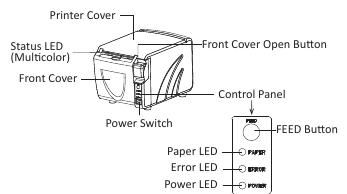 Printer Cover
Status LED
(Multicolor)
Front Cover Open Button
Front Cover
Control Panel
Power Switch
FEED
FEED Button
Paper LED
PAPER
Error LED
ERROR
Power LED
POWER